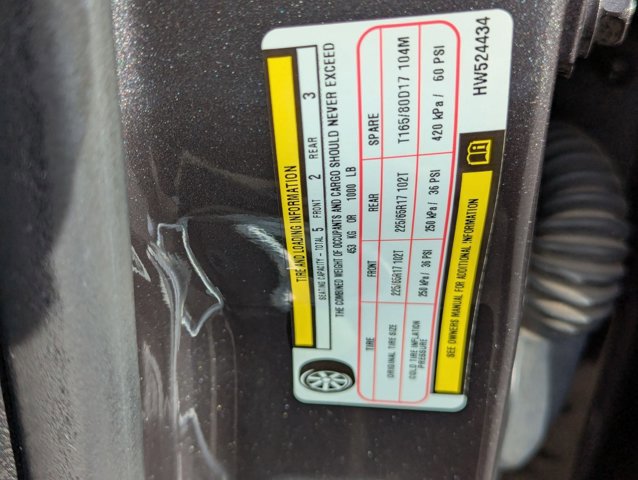 TIRE AND LOADING INFORMATION
SEATING CAPACITY - TOTAL 5 FRONT 2 REAR 3
THE COMBINED WEIGHT OF OCCUPANTS AND CARGO SHOULD NEVER EXCEED
453 KG OR 1000 LB
TIRE FRONT REAR SPARE
ORIGINAL TIRE SIZE 225/65R17 102T 225/65R17 102T T165/80D17 104M
COLD TIRE INFLATION
PRESSURE 250 kPa / 36 PSI 250 kPa / 36 PSI 420 kPa / 60 PSI
SEE OWNERS MANUAL FOR ADDITIONAL INFORMATION
HW524434